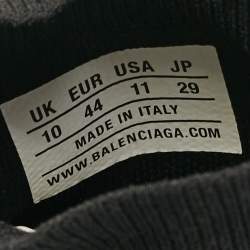 UK EUR USA JP
10 44 11 29
MADE IN ITALY
WWW.BALENCIAGA.COM